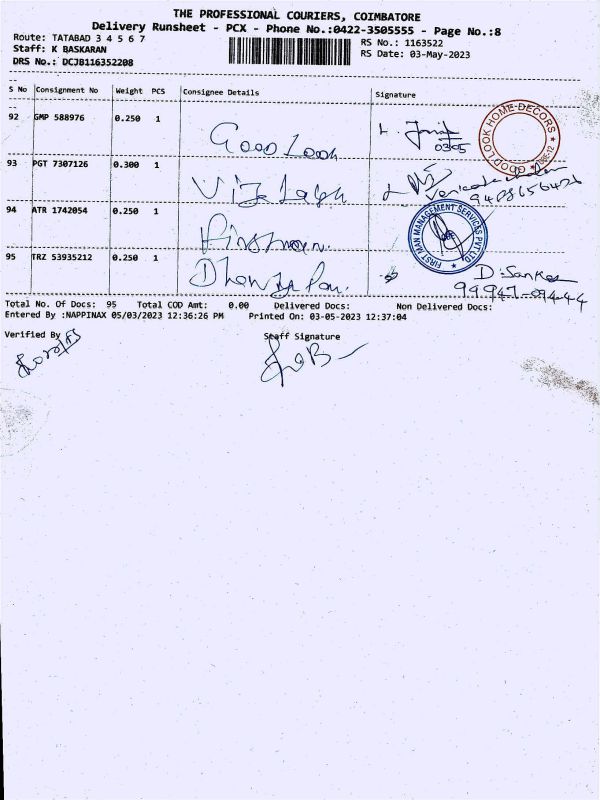 THE PROFESSIONAL COURIERS, COIMBATORE
Delivery Runsheet - PCX - Phone No.:0422-3505555 - Page No.:8
Route: TATABAD 3 4 5 6 7
RS No.: 1163522
Staff: K BASKARAN
RS Date: 03-May-2023
DRS No.: DCJB116352208
S No Consignment No Weight PCS Consignee Details Signature
92 GMP 588976 0.250 1
Good Look
0305
GOOD LOOK HOME DECORS
93 PGT 7307126 0.300 1
94 ATR 1742054 0.250 1
FIRST MAN MANAGEMENT SERVICES PVT LTD
95 TRZ 53935212 0.250 1
D. Sankar
99947-09444
Total No. Of Docs: 95 Total COD Amt: 0.00 Delivered Docs: Non Delivered Docs:
Entered By :NAPPINAX 05/03/2023 12:36:26 PM Printed On: 03-05-2023 12:37:04
Verified By
Staff Signature